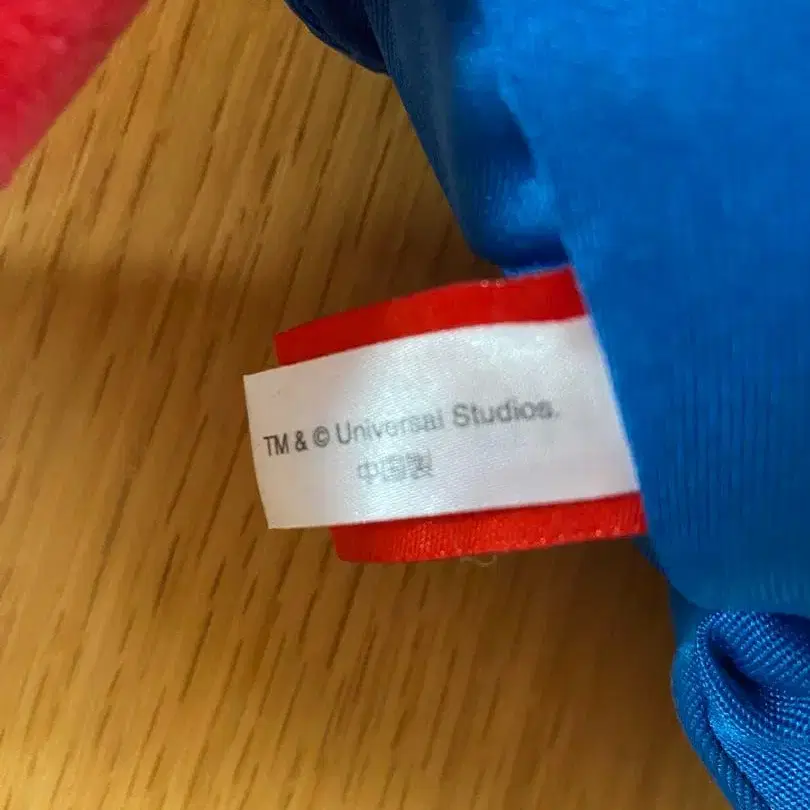 TM & © Universal Studios.
中国製